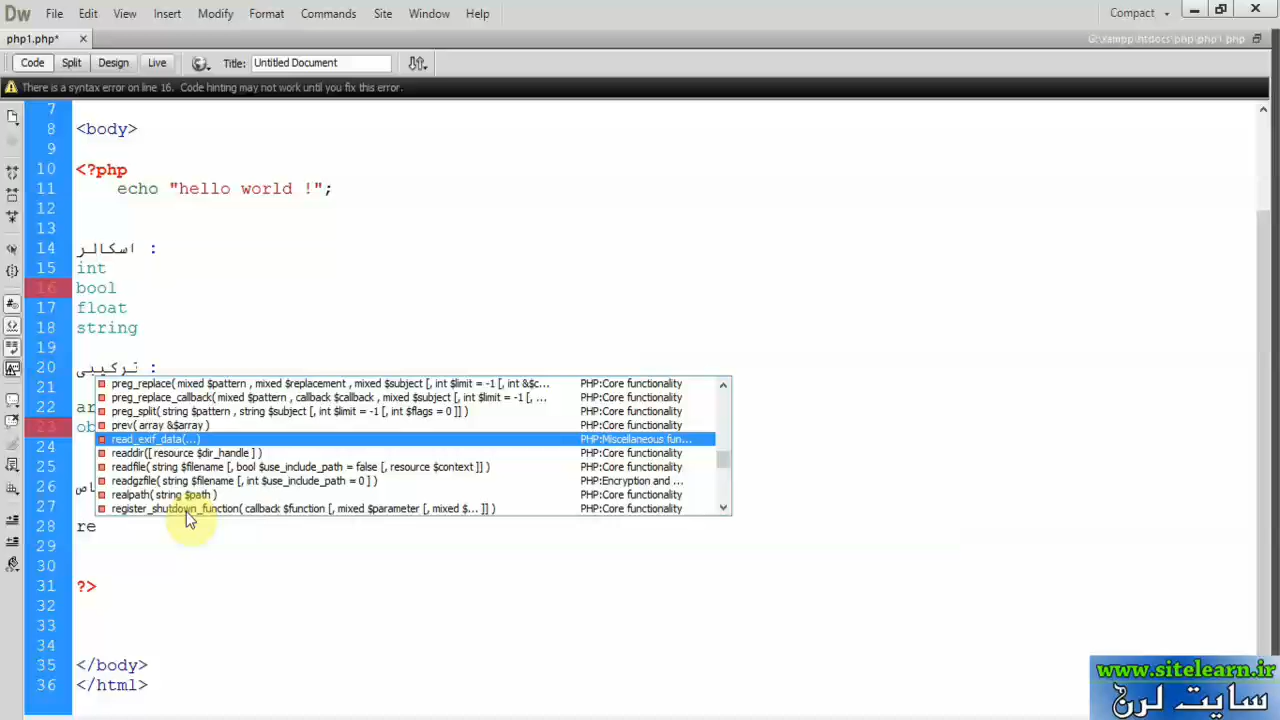 Dw File Edit View Insert Modify Format Commands Site Window Help Compact
php1.php*
G:\xampp\htdocs\php\php1.php
Code Split Design Live Title: Untitled Document
There is a syntax error on line 16. Code hinting may not work until you fix this error.
7
8 <body>
9
10 <?php
11 echo "hello world !";
12
13
14 اسکالر :
15 int
16 bool
17 float
18 string
19
20 ترکیبی :
21
preg_replace( mixed $pattern , mixed $replacement , mixed $subject [, int $limit = -1 [, int &$c... PHP:Core functionality
preg_replace_callback( mixed $pattern , callback $callback , mixed $subject [, int $limit = -1 [, ... PHP:Core functionality
22 ar
preg_split( string $pattern , string $subject [, int $limit = -1 [, int $flags = 0 ]] ) PHP:Core functionality
prev( array &$array ) PHP:Core functionality
23 ob
read_exif_data(...) PHP:Miscellaneous fun...
24
readdir([ resource $dir_handle ] ) PHP:Core functionality
25
readfile( string $filename [, bool $use_include_path = false [, resource $context ]] ) PHP:Core functionality
readgzfile( string $filename [, int $use_include_path = 0 ] ) PHP:Encryption and ...
26 اص
realpath( string $path ) PHP:Core functionality
27
register_shutdown_function( callback $function [, mixed $parameter [, mixed $... ]] ) PHP:Core functionality
28 re
29
30
31 ?>
32
33
34
35 </body>
36 </html>
www.sitelearn.ir
سایت لرن